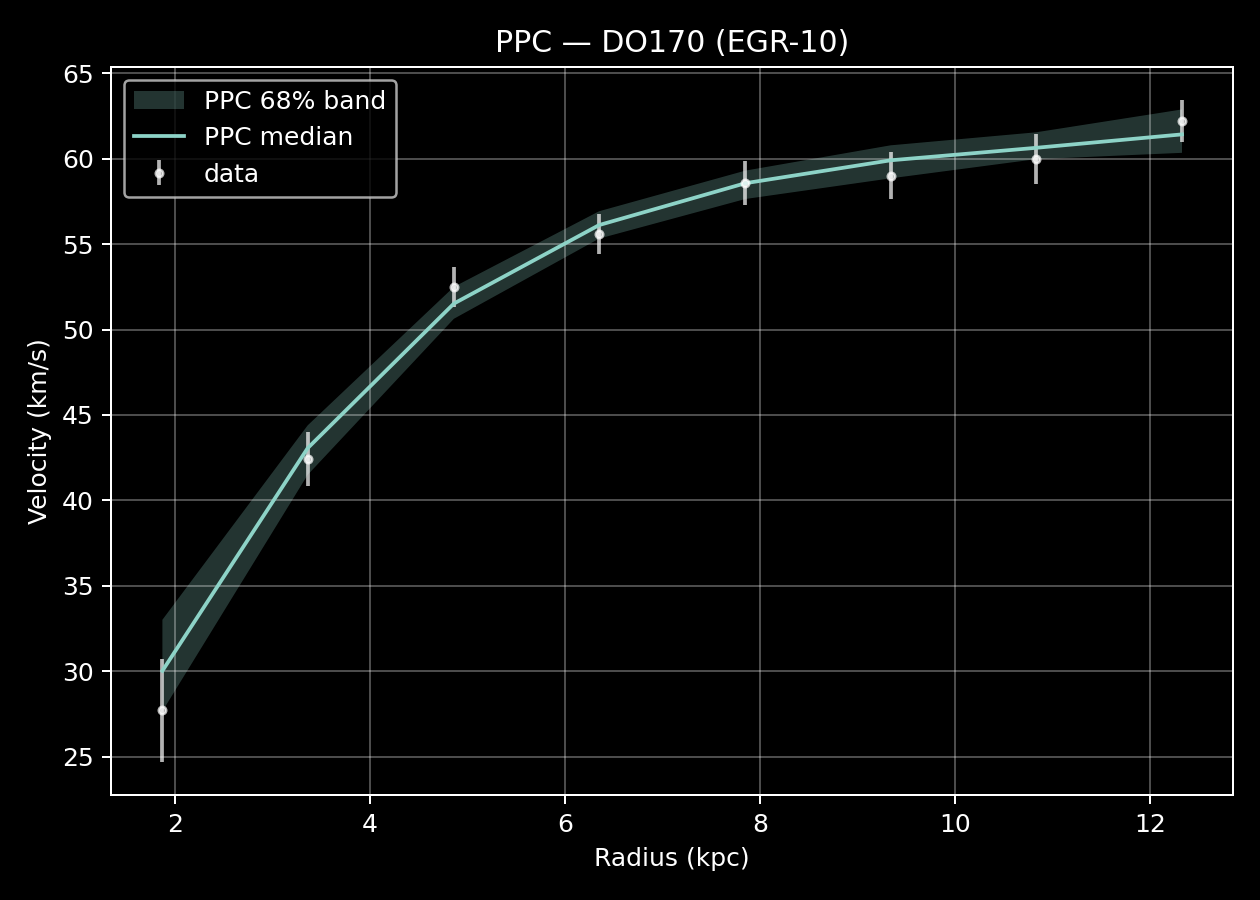 PPC — DO170 (EGR-10)
PPC 68% band
PPC median
data
65
60
55
50
45
40
35
30
25
Velocity (km/s)
2 4 6 8 10 12
Radius (kpc)